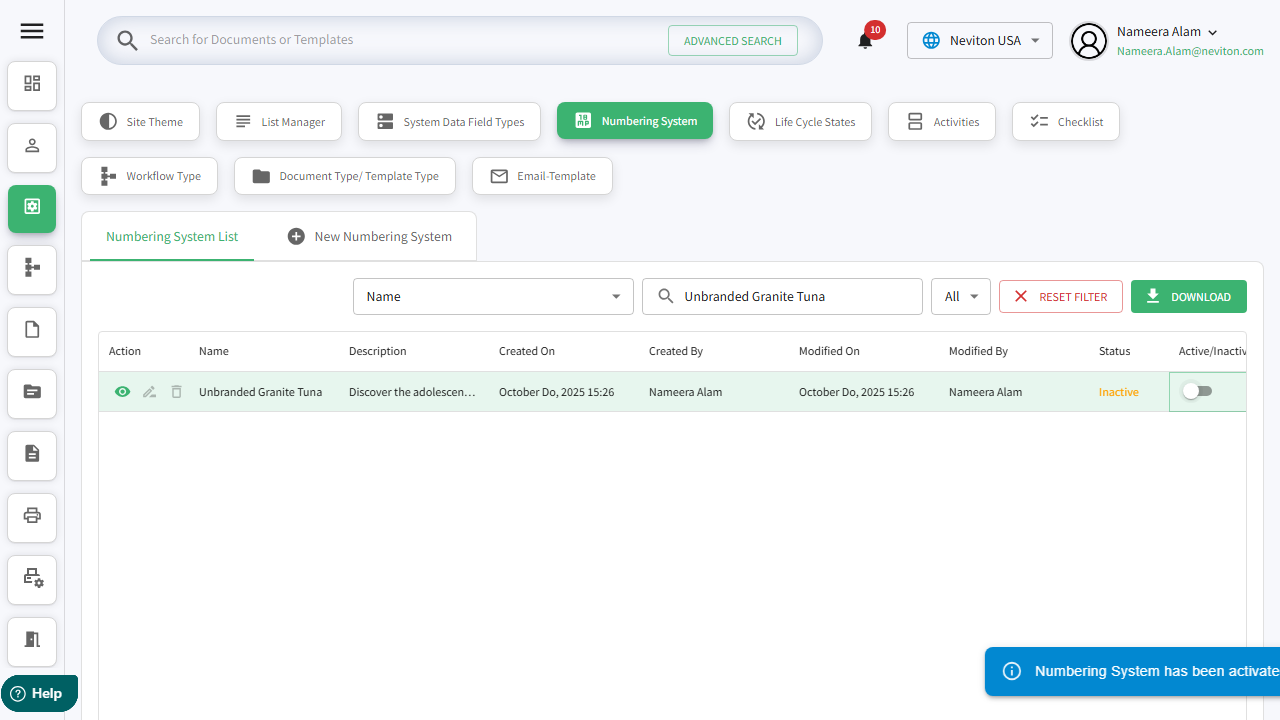 Search for Documents or Templates
ADVANCED SEARCH
10
Neviton USA
Nameera Alam
Nameera.Alam@neviton.com
Site Theme
List Manager
System Data Field Types
Numbering System
Life Cycle States
Activities
Checklist
Workflow Type
Document Type/ Template Type
Email-Template
Numbering System List
New Numbering System
Name
Unbranded Granite Tuna
All
RESET FILTER
DOWNLOAD
Action Name Description Created On Created By Modified On Modified By Status Active/Inactiv
Unbranded Granite Tuna Discover the adolescen… October Do, 2025 15:26 Nameera Alam October Do, 2025 15:26 Nameera Alam Inactive
Numbering System has been activate
Help